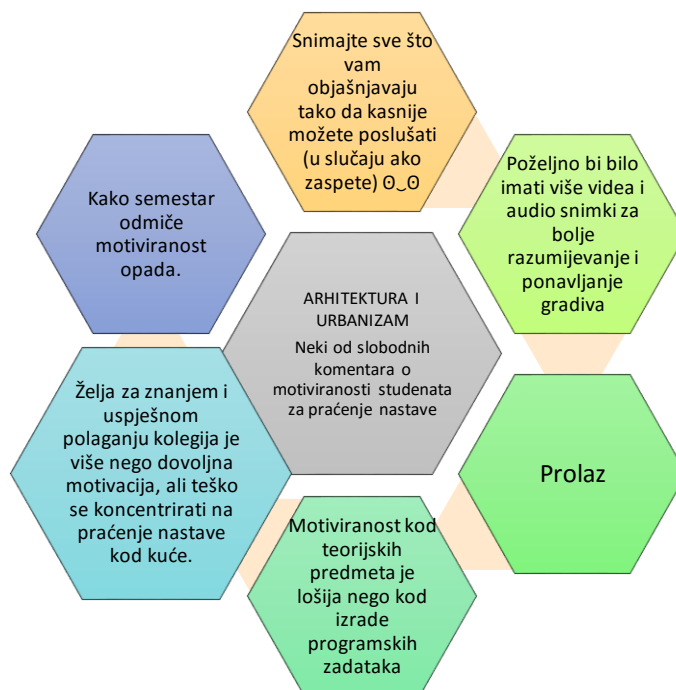 Snimajte sve što
vam
objašnjavaju
tako da kasnije
možete poslušati
(u slučaju ako
zaspete) ʘ‿ʘ
Poželjno bi bilo
imati više videa i
audio snimki za
bolje
razumijevanje i
ponavljanje
gradiva
Prolaz
Motiviranost kod
teorijskih
predmeta je
lošija nego kod
izrade
programskih
zadataka
Želja za znanjem i
uspješnom
polaganju kolegija je
više nego dovoljna
motivacija, ali teško
se koncentrirati na
praćenje nastave
kod kuće.
Kako semestar
odmiče
motiviranost
opada.
ARHITEKTURA I
URBANIZAM
Neki od slobodnih
komentara o
motiviranosti studenata
za praćenje nastave